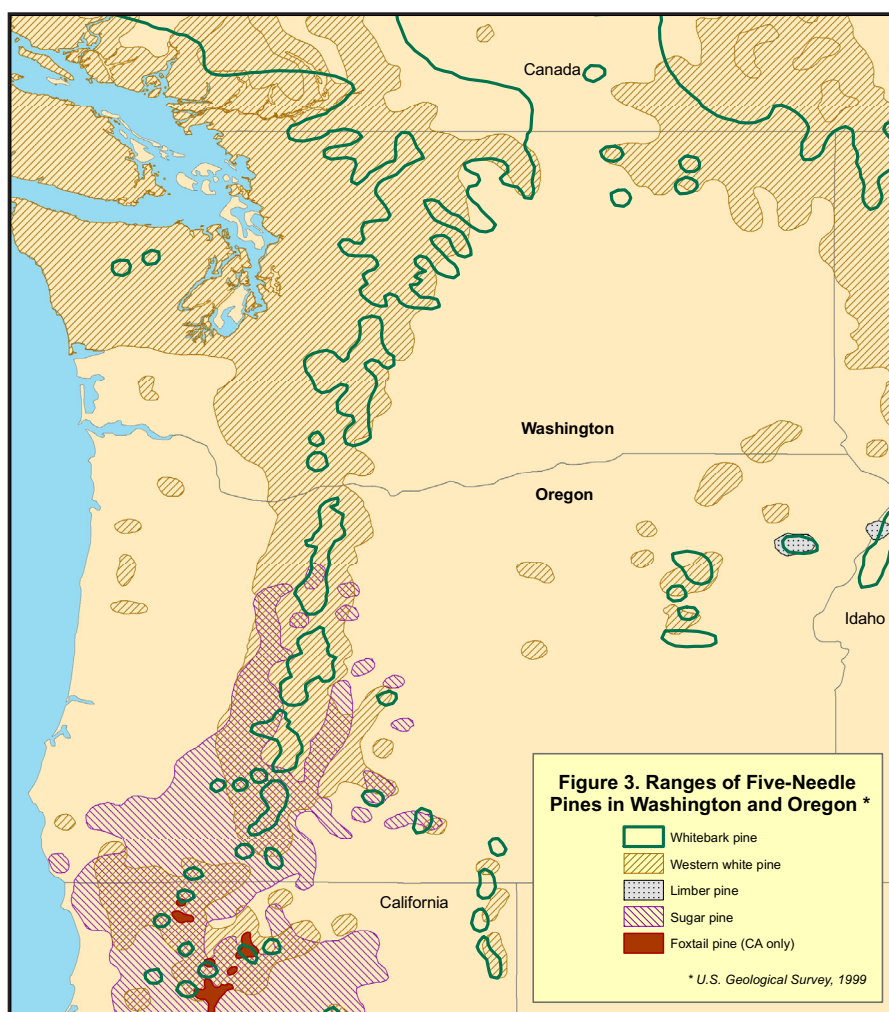 Canada
Washington
Oregon
Idaho
California
Figure 3. Ranges of Five-Needle
Pines in Washington and Oregon *
Whitebark pine
Western white pine
Limber pine
Sugar pine
Foxtail pine (CA only)
* U.S. Geological Survey, 1999